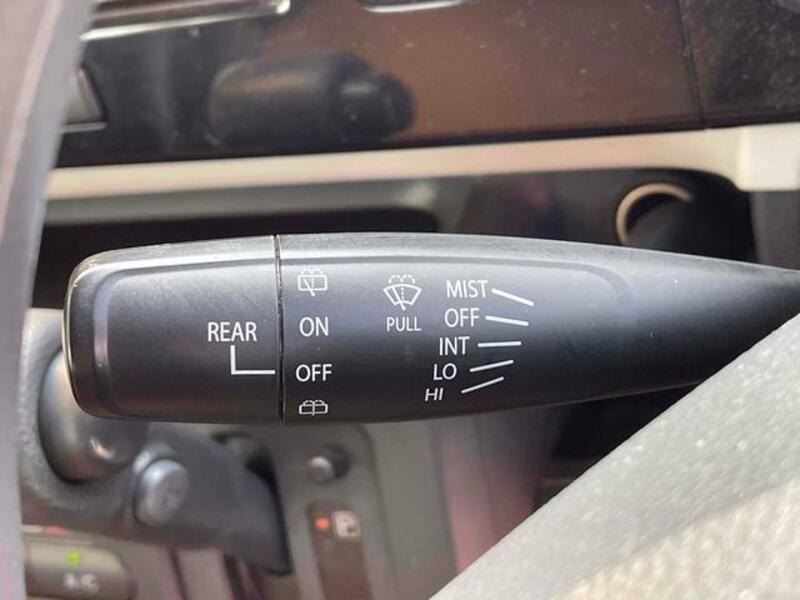 REAR
ON
OFF
PULL
MIST
OFF
INT
LO
HI
P
A/C